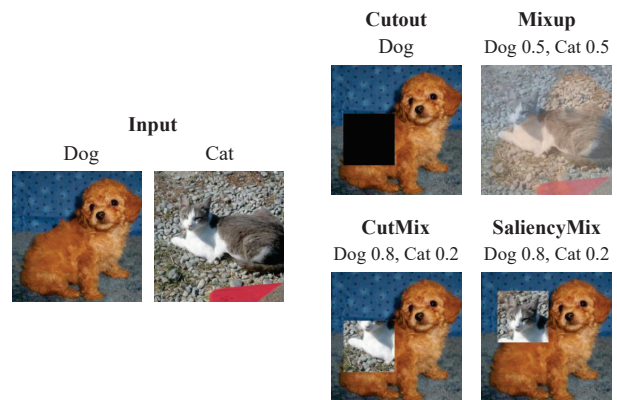 Input
Dog
Cat
Cutout
Dog
Mixup
Dog 0.5, Cat 0.5
CutMix
Dog 0.8, Cat 0.2
SaliencyMix
Dog 0.8, Cat 0.2